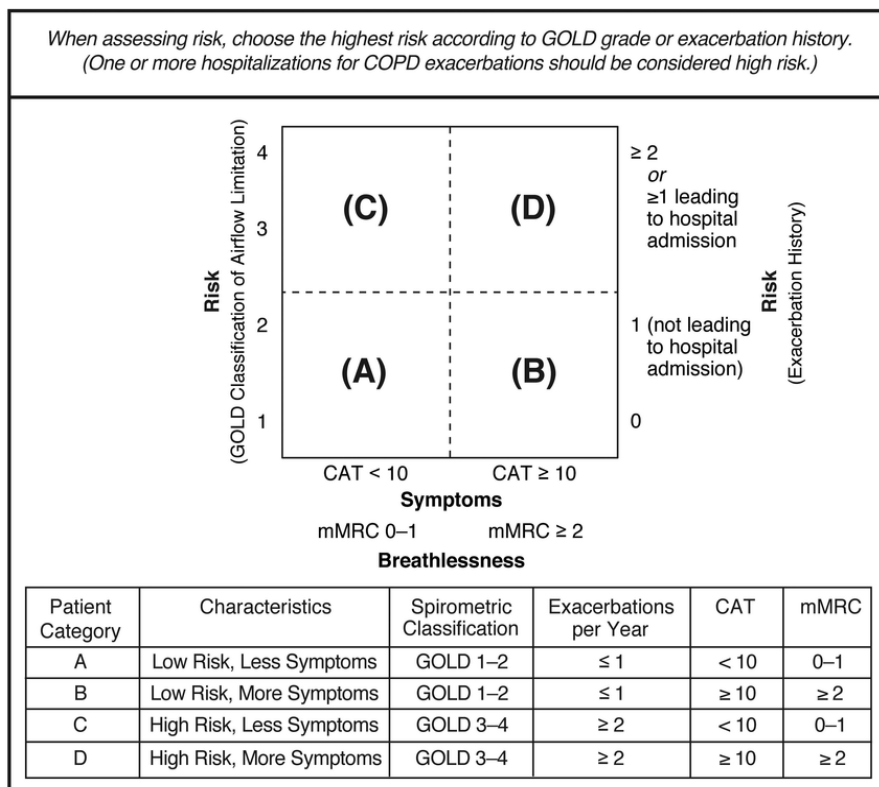 When assessing risk, choose the highest risk according to GOLD grade or exacerbation history.
(One or more hospitalizations for COPD exacerbations should be considered high risk.)
Risk
(GOLD Classification of Airflow Limitation)
4
3
2
1
(C)
(D)
(A)
(B)
≥ 2
or
≥1 leading
to hospital
admission
1 (not leading
to hospital
admission)
0
Risk
(Exacerbation History)
CAT < 10
CAT ≥ 10
Symptoms
mMRC 0–1
mMRC ≥ 2
Breathlessness
Patient Category | Characteristics | Spirometric Classification | Exacerbations per Year | CAT | mMRC
A | Low Risk, Less Symptoms | GOLD 1–2 | ≤ 1 | < 10 | 0–1
B | Low Risk, More Symptoms | GOLD 1–2 | ≤ 1 | ≥ 10 | ≥ 2
C | High Risk, Less Symptoms | GOLD 3–4 | ≥ 2 | < 10 | 0–1
D | High Risk, More Symptoms | GOLD 3–4 | ≥ 2 | ≥ 10 | ≥ 2